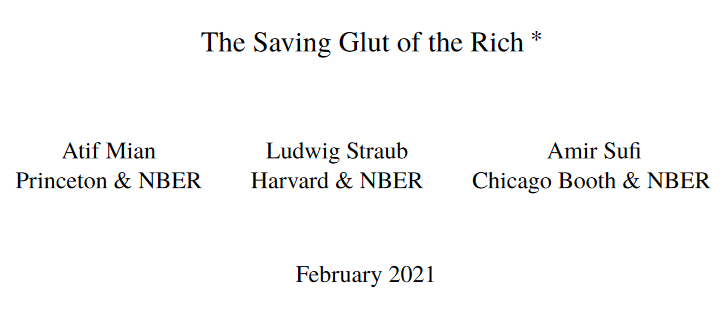 The Saving Glut of the Rich *
Atif Mian Ludwig Straub Amir Sufi
Princeton & NBER Harvard & NBER Chicago Booth & NBER
February 2021